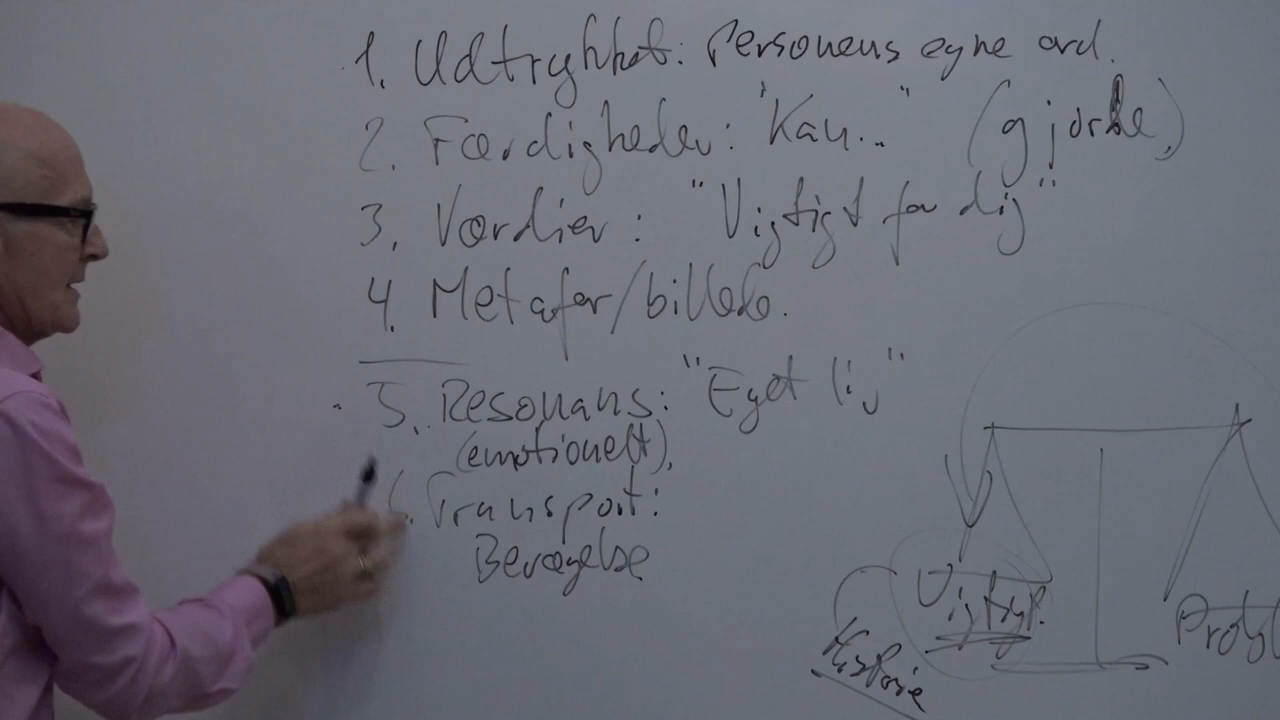 1. Udtrykket: Personens egne ord.
2. Færdigheder: "Kan.." (gjorde)
3. Værdier: "Vigtigt for dig"
4. Metafor/billede.
5. Resonans: "Eget liv"
(emotionelt),
6. Transport:
Bevægelse
Vigtigt.
Historie
Probl